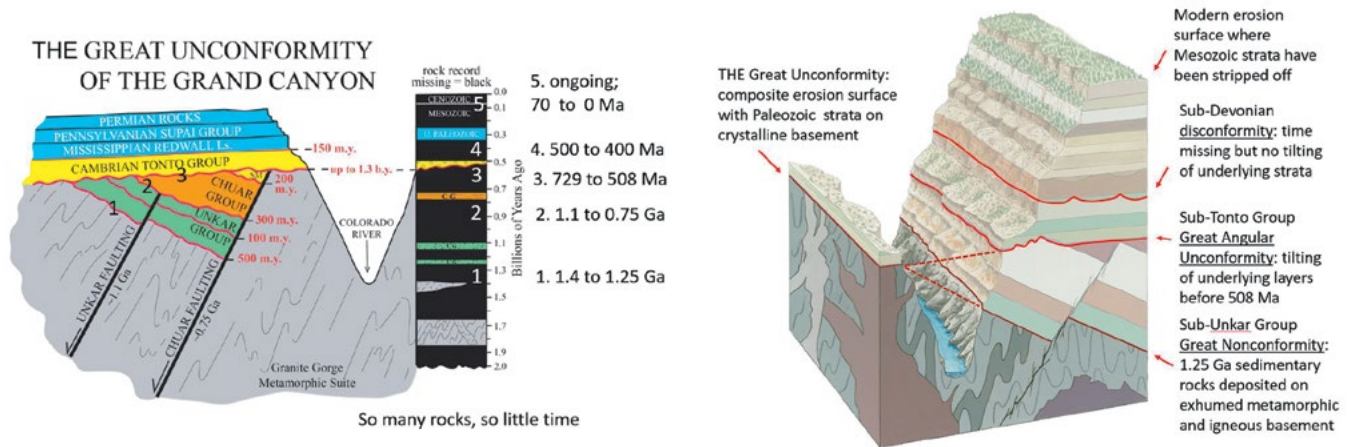 THE GREAT UNCONFORMITY
OF THE GRAND CANYON
PERMIAN ROCKS
PENNSYLVANIAN SUPAI GROUP
MISSISSIPPIAN REDWALL Ls.
150 m.y.
CAMBRIAN TONTO GROUP
up to 1.3 b.y.
3
SM
200
m.y.
2
CHUAR
GROUP
1
UNKAR
GROUP
300 m.y.
100 m.y.
500 m.y.
UNKAR FAULTING
~1.1 Ga
CHUAR FAULTING
~0.75 Ga
COLORADO
RIVER
Granite Gorge
Metamorphic Suite
rock record
missing = black
CENOZOIC
MESOZOIC
U. PALEOZOIC
5
4
3
2
1
0.0
0.1
0.3
0.5
0.7
0.9
1.1
1.3
1.5
1.7
1.9
2.0
Billions of Years Ago
5. ongoing;
70 to 0 Ma
4. 500 to 400 Ma
3. 729 to 508 Ma
2. 1.1 to 0.75 Ga
1. 1.4 to 1.25 Ga
So many rocks, so little time
THE Great Unconformity:
composite erosion surface
with Paleozoic strata on
crystalline basement
Modern erosion
surface where
Mesozoic strata have
been stripped off
Sub-Devonian
disconformity: time
missing but no tilting
of underlying strata
Sub-Tonto Group
Great Angular
Unconformity: tilting
of underlying layers
before 508 Ma
Sub-Unkar Group
Great Nonconformity:
1.25 Ga sedimentary
rocks deposited on
exhumed metamorphic
and igneous basement